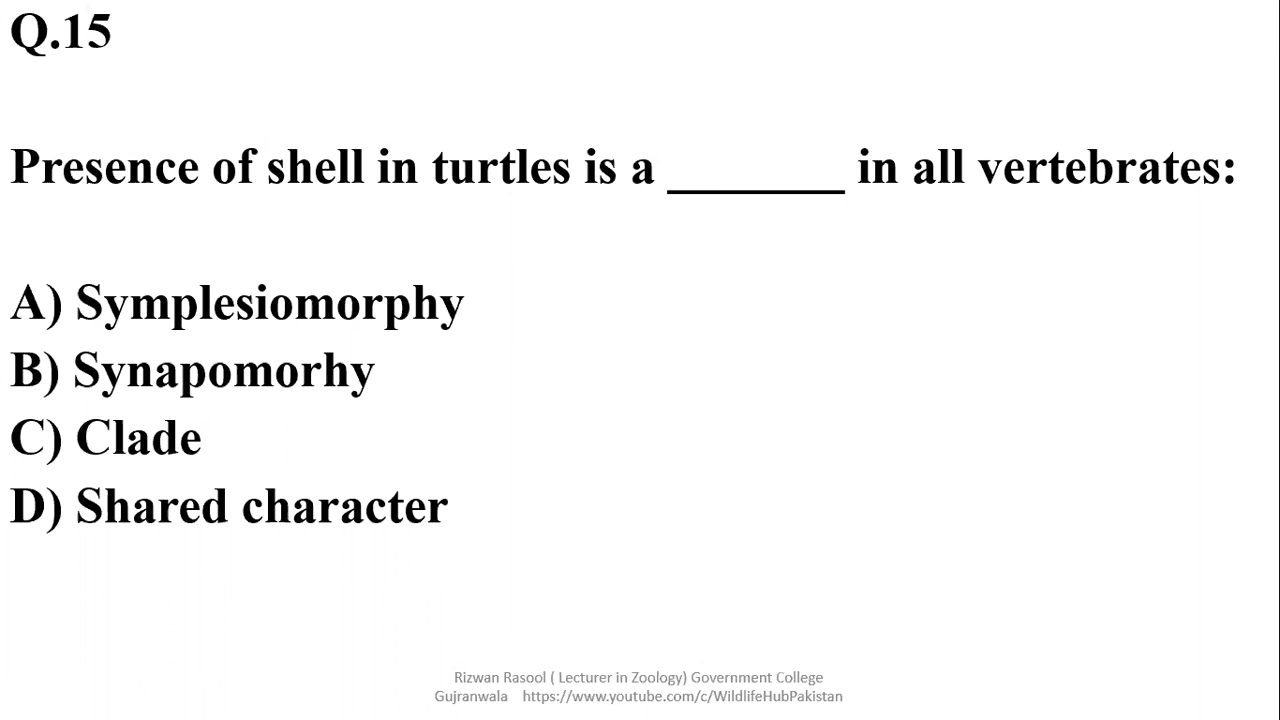 Q.15
Presence of shell in turtles is a _______ in all vertebrates:
A) Symplesiomorphy
B) Synapomorhy
C) Clade
D) Shared character
Rizwan Rasool ( Lecturer in Zoology) Government College
Gujranwala https://www.youtube.com/c/WildlifeHubPakistan